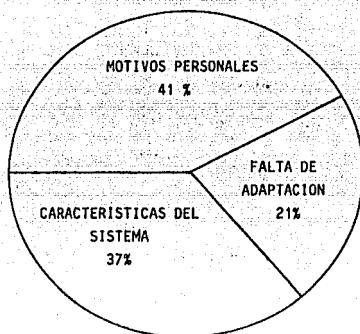 MOTIVOS PERSONALES
41 %
FALTA DE
ADAPTACION
21%
CARACTERISTICAS DEL
SISTEMA
37%